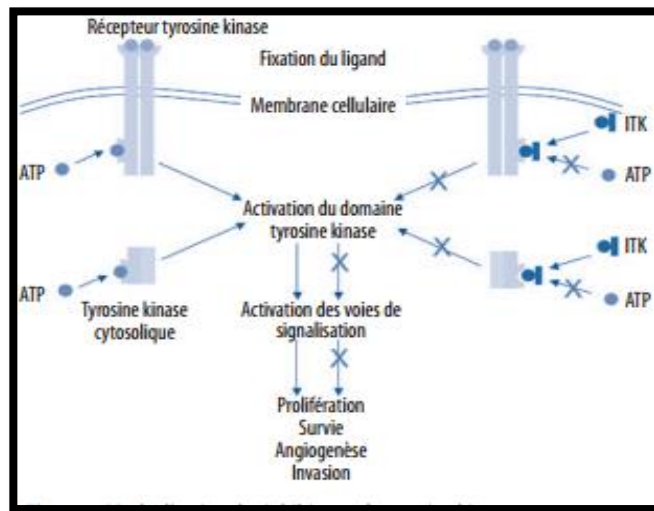 Récepteur tyrosine kinase
Fixation du ligand
Membrane cellulaire
ITK
ATP
ATP
Activation du domaine
tyrosine kinase
ITK
ATP
ATP
Tyrosine kinase
cytosolique
Activation des voies de
signalisation
Prolifération
Survie
Angiogenèse
Invasion